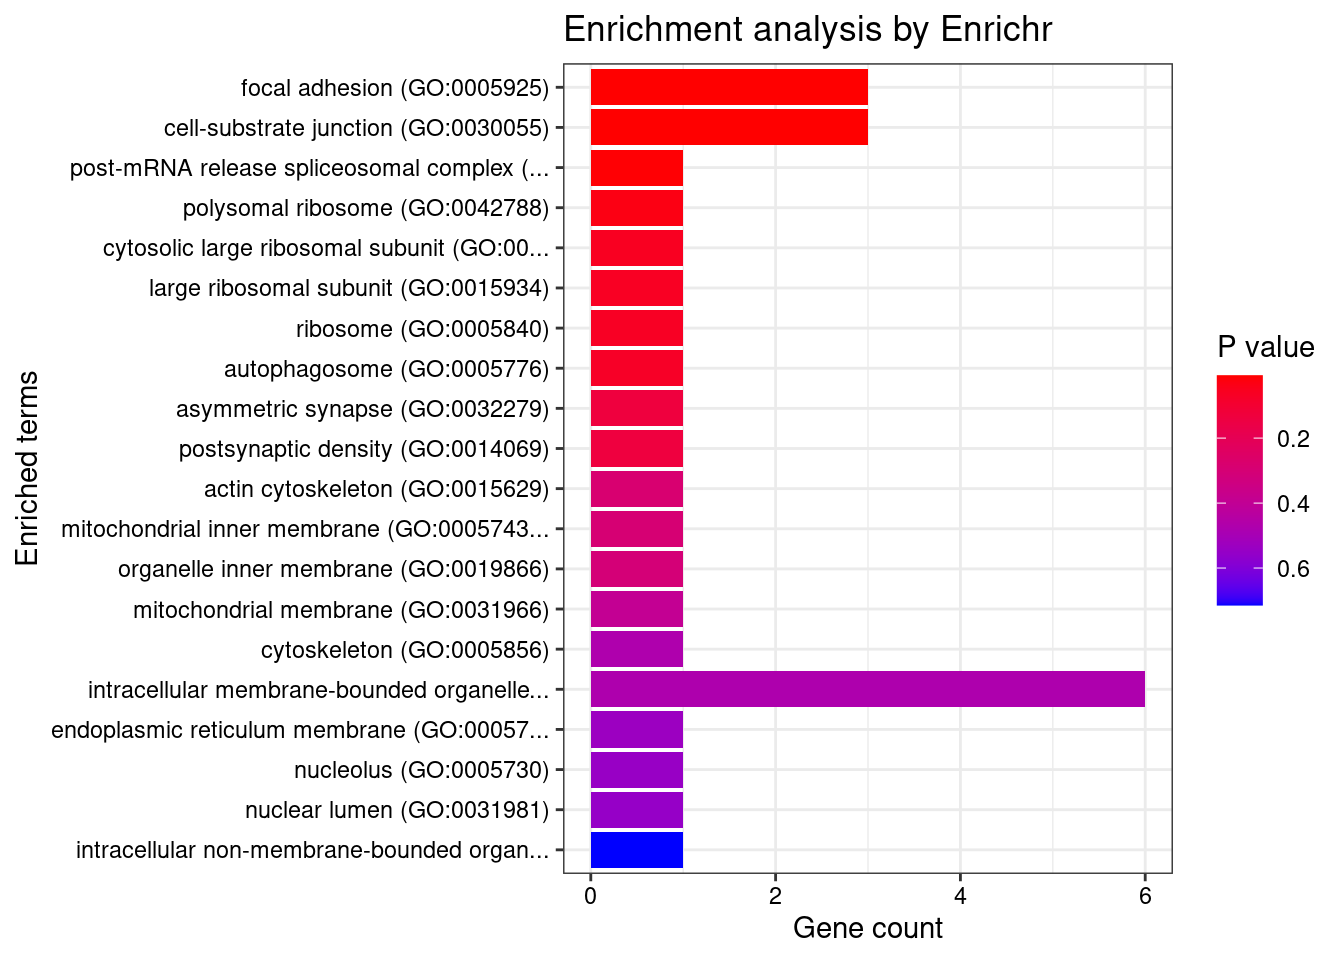 Enrichment analysis by Enrichr
focal adhesion (GO:0005925)
cell-substrate junction (GO:0030055)
post-mRNA release spliceosomal complex (...
polysomal ribosome (GO:0042788)
cytosolic large ribosomal subunit (GO:00...
large ribosomal subunit (GO:0015934)
ribosome (GO:0005840)
autophagosome (GO:0005776)
asymmetric synapse (GO:0032279)
postsynaptic density (GO:0014069)
actin cytoskeleton (GO:0015629)
mitochondrial inner membrane (GO:0005743...
organelle inner membrane (GO:0019866)
mitochondrial membrane (GO:0031966)
cytoskeleton (GO:0005856)
intracellular membrane-bounded organelle...
endoplasmic reticulum membrane (GO:00057...
nucleolus (GO:0005730)
nuclear lumen (GO:0031981)
intracellular non-membrane-bounded organ...
Enriched terms
0 2 4 6
Gene count
P value
0.2
0.4
0.6